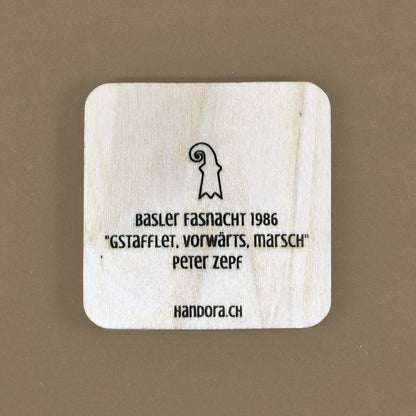 Basler Fasnacht 1986
"Gstafflet, vorwärts, marsch"
Peter Zepf
Handora.ch